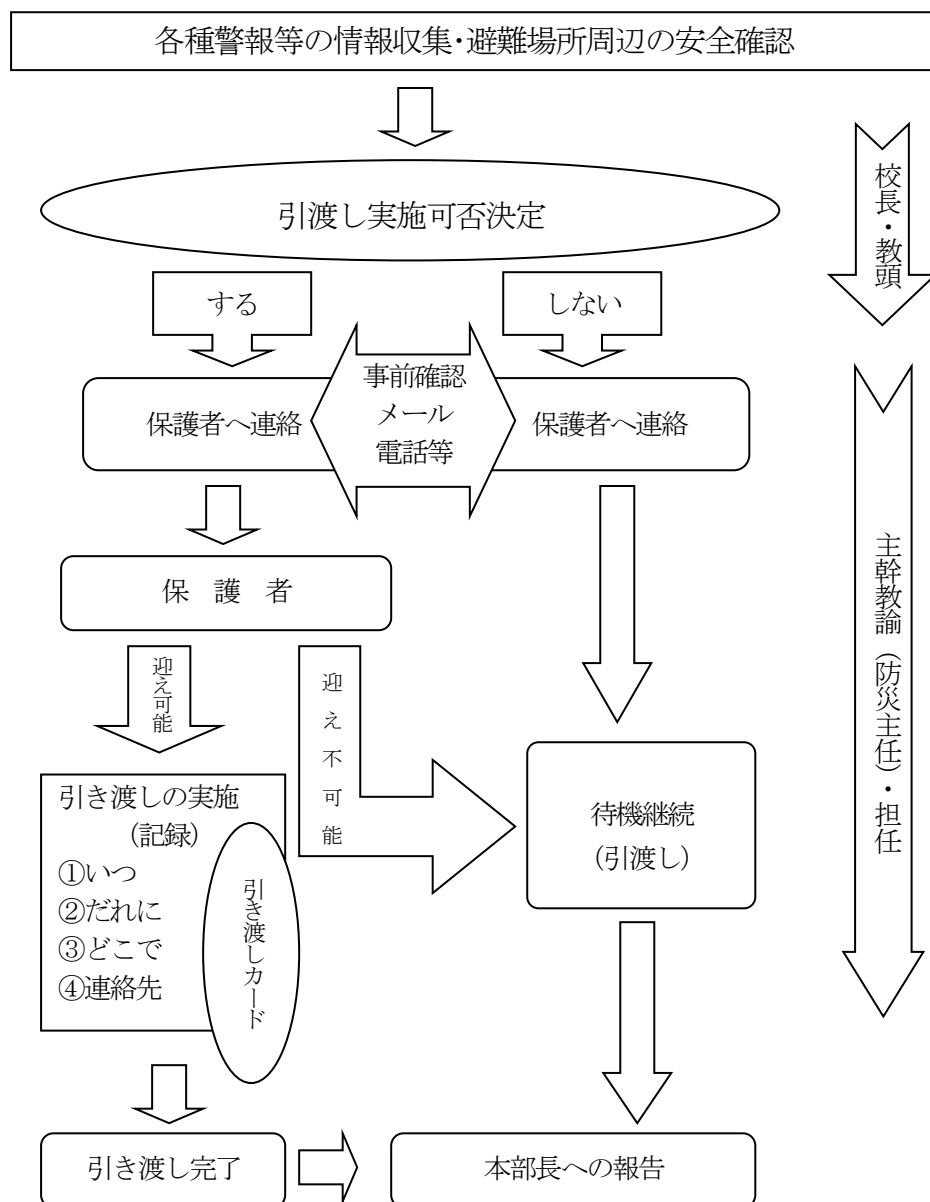 各種警報等の情報収集･避難場所周辺の安全確認
引渡し実施可否決定
校長・教頭
する
しない
事前確認
メール
電話等
保護者へ連絡
保護者へ連絡
保　護　者
主幹教諭（防災主任）・担任
迎え可能
迎え不可能
引き渡しの実施
(記録)
①いつ
②だれに
③どこで
④連絡先
引き渡しカード
待機継続
(引渡し)
引き渡し完了
本部長への報告